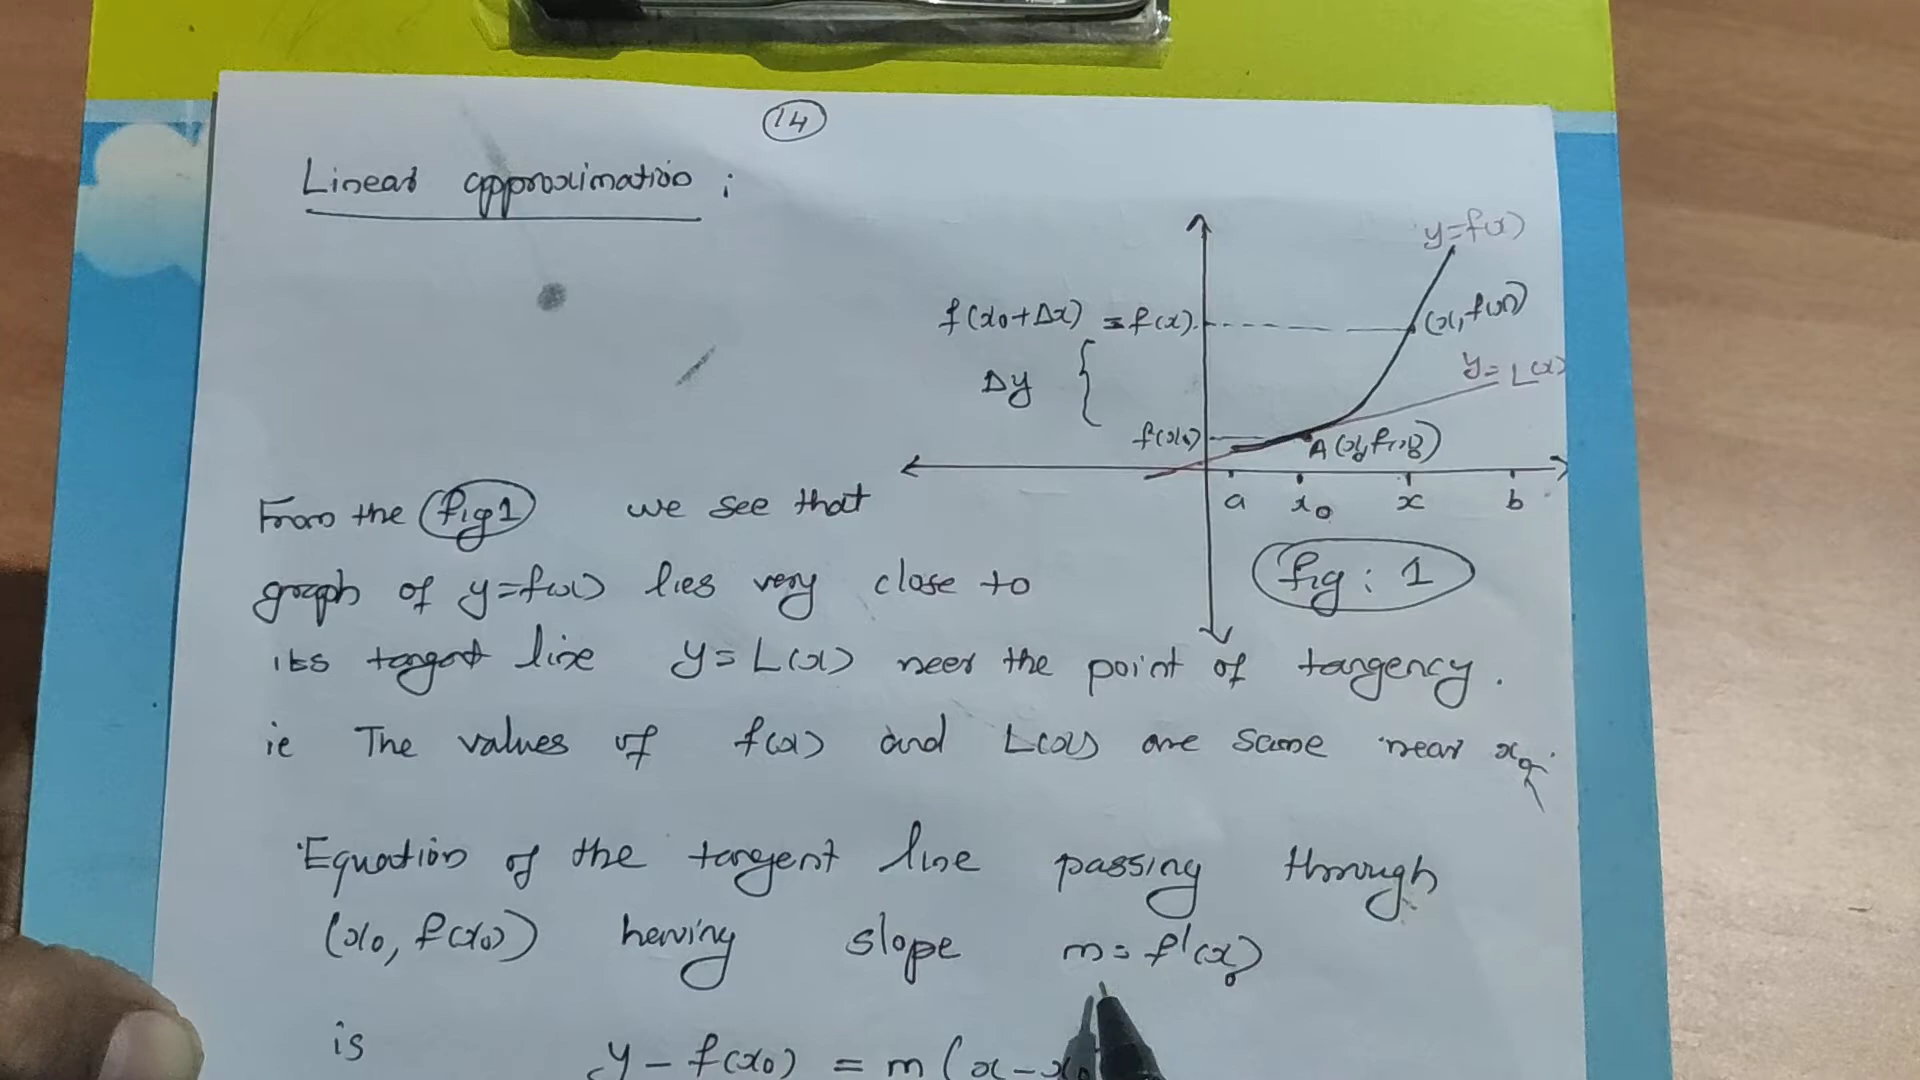 14
Linear approximation :
y=f(x)
f(x₀+Δx) = f(x)
(x, f(x))
Δy
y=L(x)
f(x₀)
A (x₀, f(x₀))
a x₀ x b
From the fig 1 we see that
fig : 1
graph of y=f(x) lies very close to
its tangent line y=L(x) near the point of tangency.
ie The values of f(x) and L(x) are same near x₀.
Equation of the tangent line passing through
(x₀, f(x₀)) having slope m=f'(x₀)
is y-f(x₀) = m(x-x₀